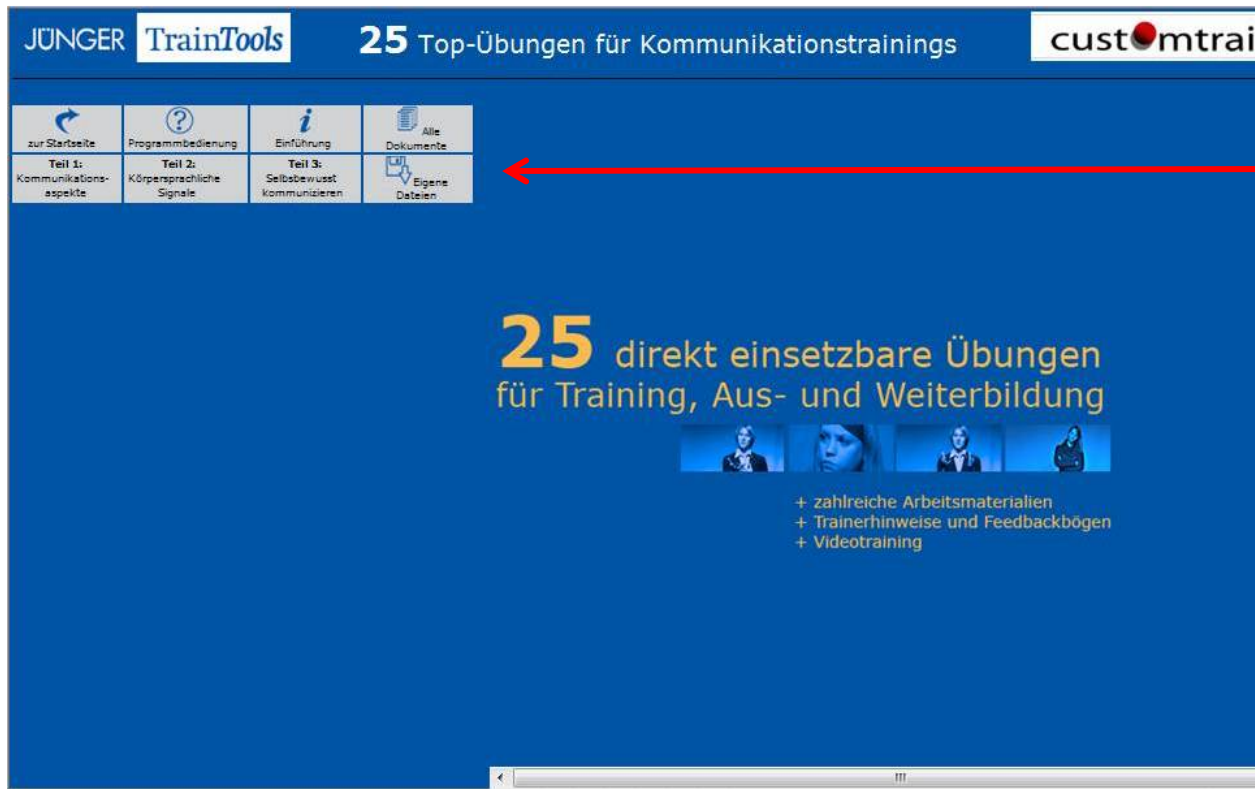 JÜNGER TrainTools 25 Top-Übungen für Kommunikationstrainings customtrai
zur Startseite
Programmbedienung
Einführung
Alle
Dokumente
Teil 1:
Kommunikations-
aspekte
Teil 2:
Körpersprachliche
Signale
Teil 3:
Selbsbewusst
kommunizieren
Eigene
Dateien
25 direkt einsetzbare Übungen
für Training, Aus- und Weiterbildung
+ zahlreiche Arbeitsmaterialien
+ Trainerhinweise und Feedbackbögen
+ Videotraining